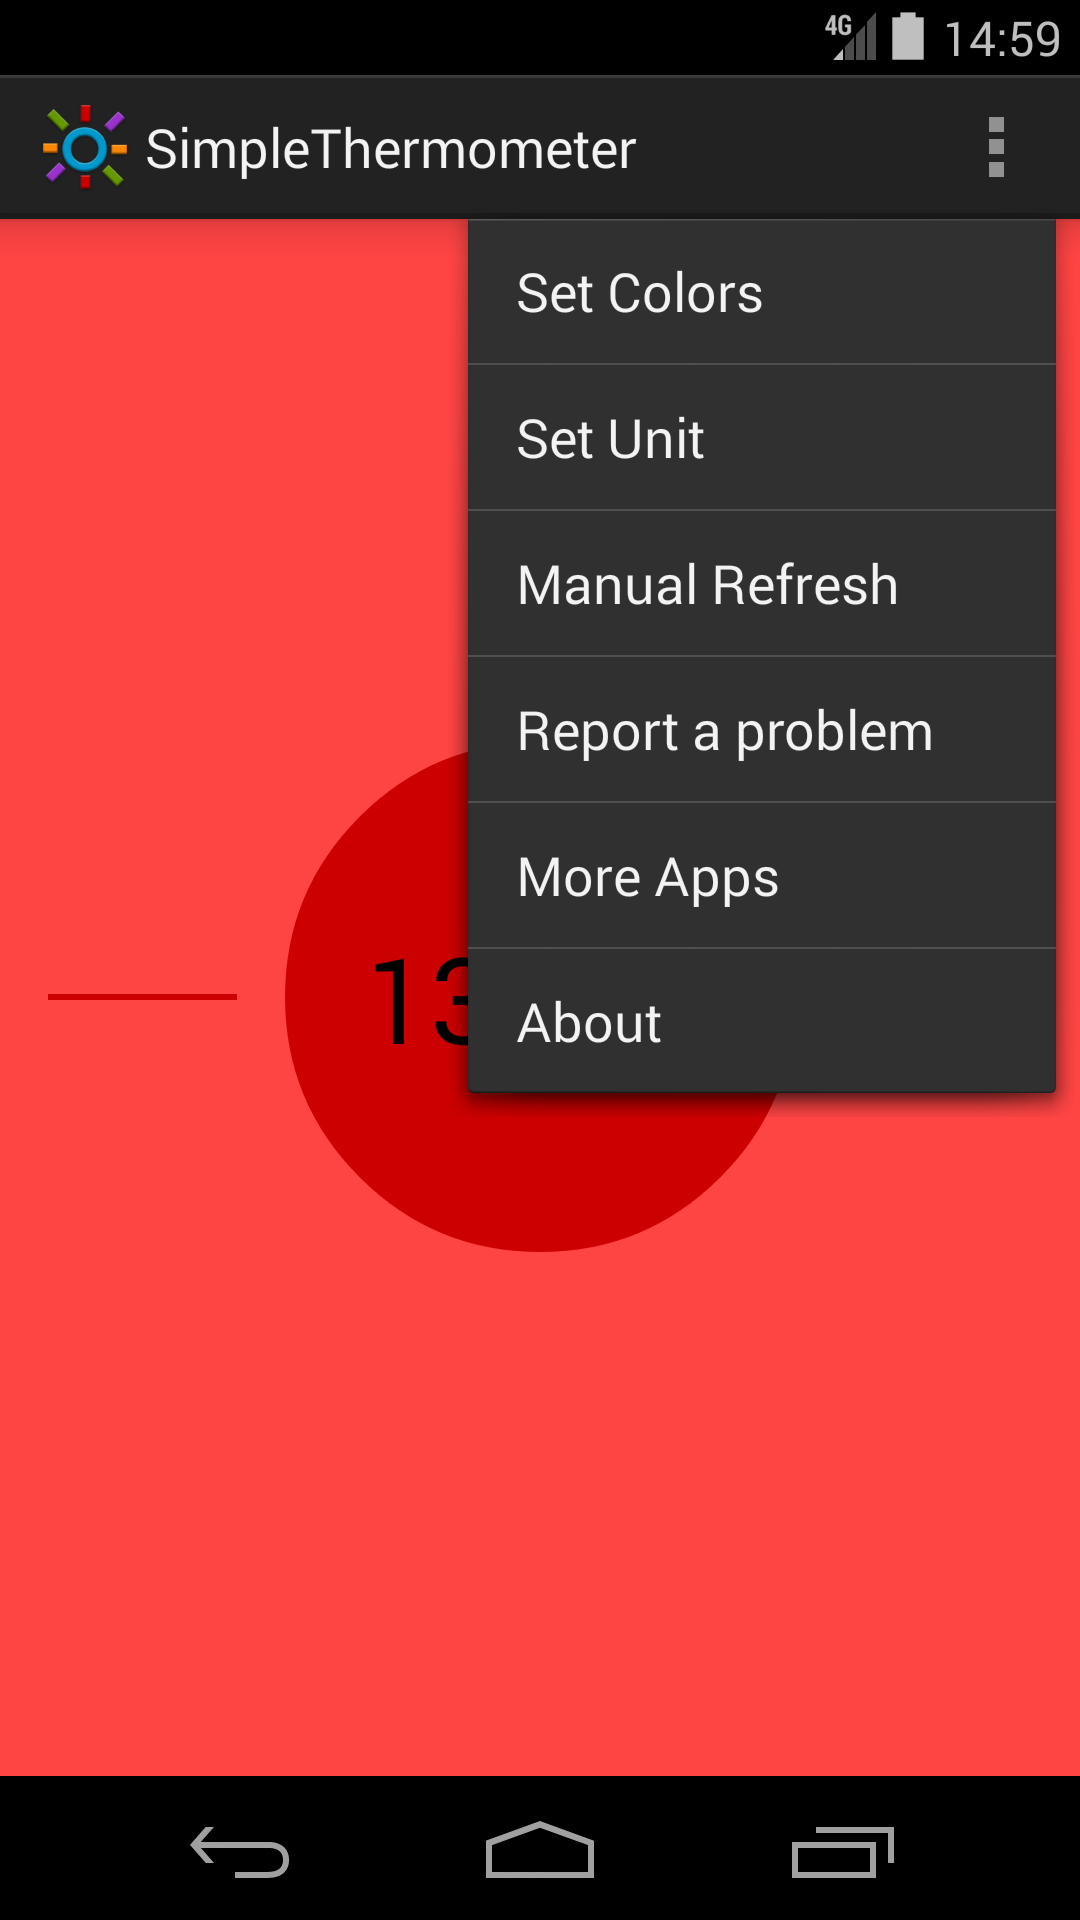 4G 14:59
SimpleThermometer
Set Colors
Set Unit
Manual Refresh
Report a problem
More Apps
About